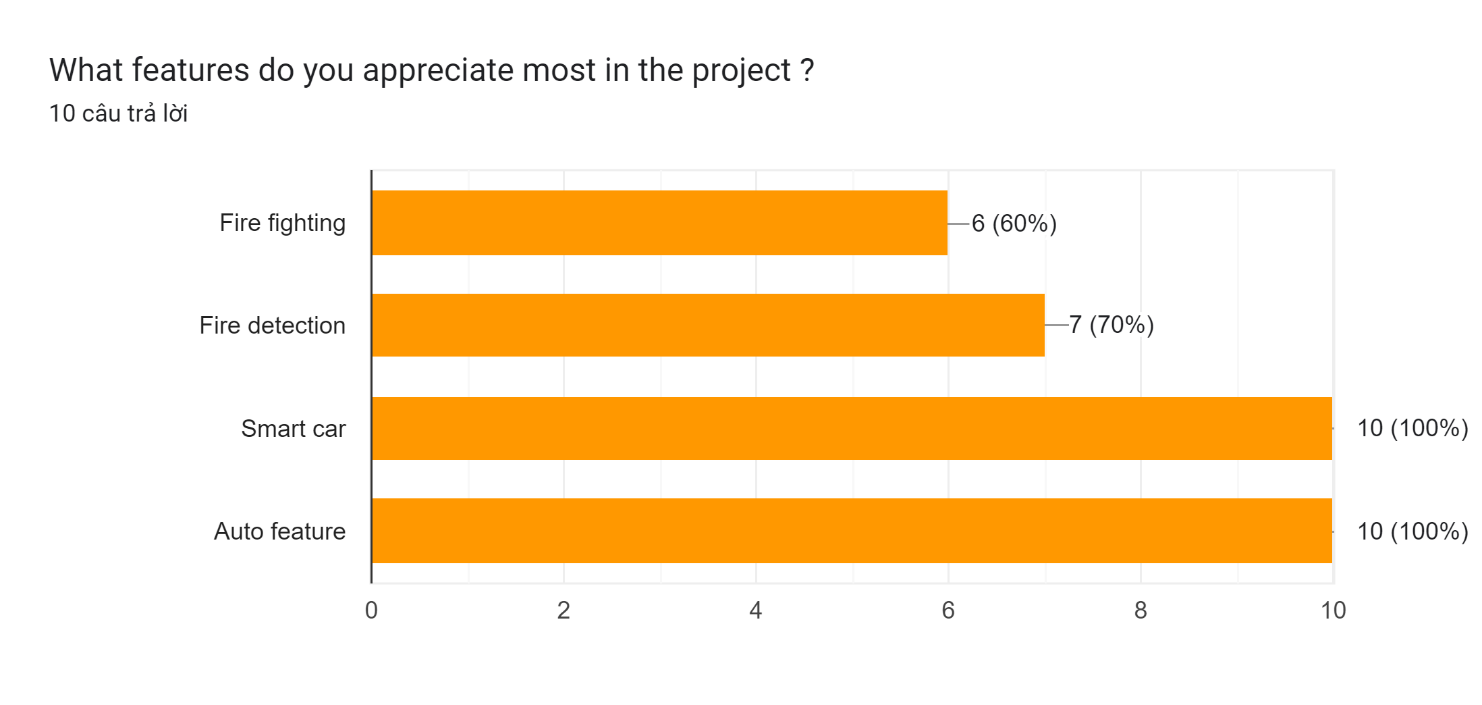 What features do you appreciate most in the project ?
10 câu trả lời
Fire fighting
6 (60%)
Fire detection
7 (70%)
Smart car
10 (100%)
Auto feature
10 (100%)
0 2 4 6 8 10